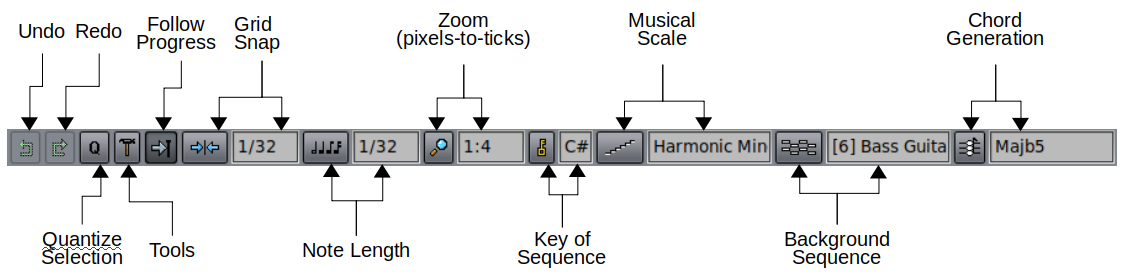 Undo Redo
Follow
Progress
Grid
Snap
Zoom
(pixels-to-ticks)
Musical
Scale
Chord
Generation
Q
1/32
1/32
1:4
C#
Harmonic Min
[6] Bass Guita
Majb5
Quantize
Selection
Tools
Note Length
Key of
Sequence
Background
Sequence